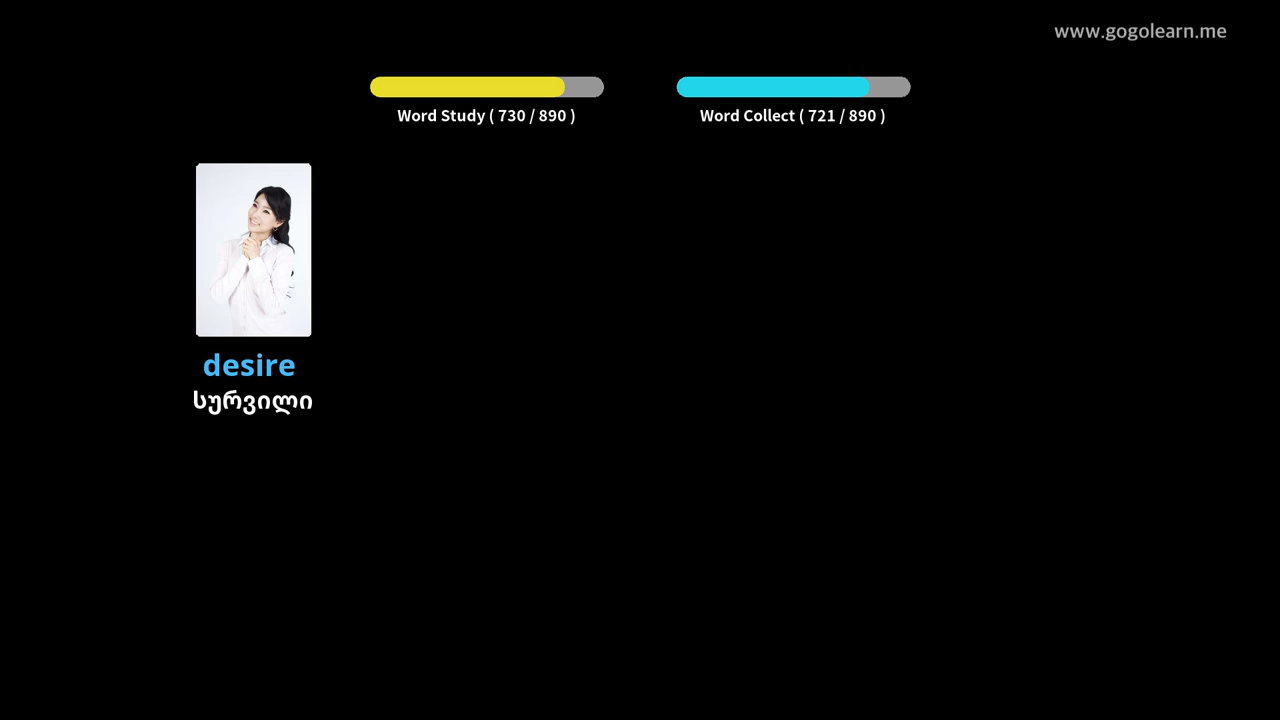 www.gogolearn.me
Word Study ( 730 / 890 )
Word Collect ( 721 / 890 )
desire
სურვილი